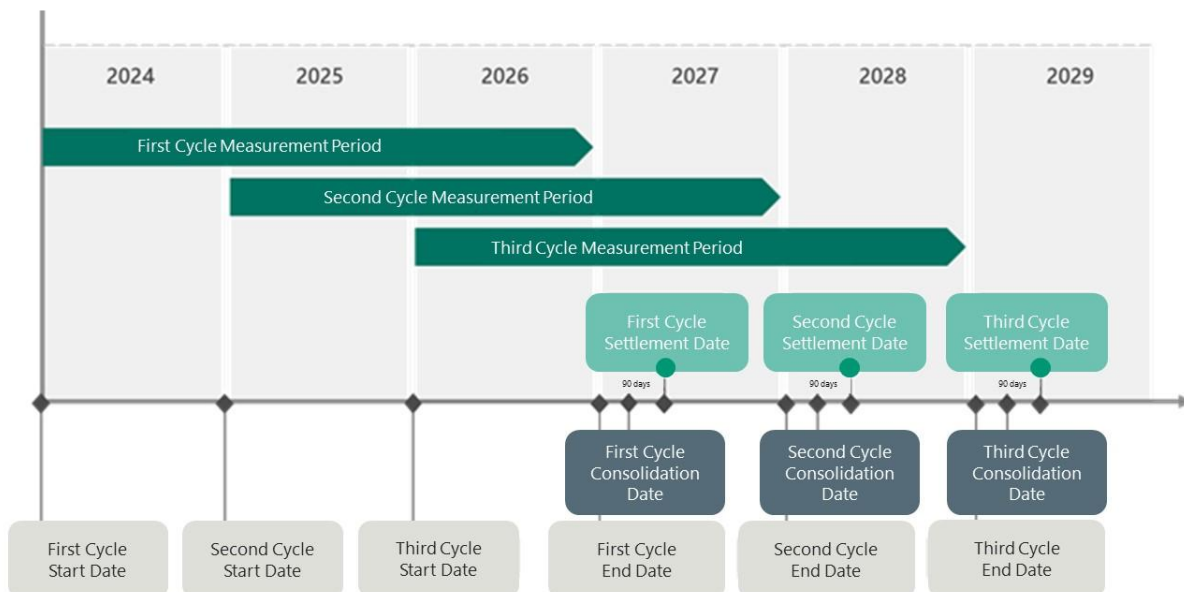 2024 2025 2026 2027 2028 2029
First Cycle Measurement Period
Second Cycle Measurement Period
Third Cycle Measurement Period
First Cycle
Settlement Date
Second Cycle
Settlement Date
Third Cycle
Settlement Date
90 days 90 days 90 days
First Cycle
Consolidation
Date
Second Cycle
Consolidation
Date
Third Cycle
Consolidation
Date
First Cycle
Start Date
Second Cycle
Start Date
Third Cycle
Start Date
First Cycle
End Date
Second Cycle
End Date
Third Cycle
End Date